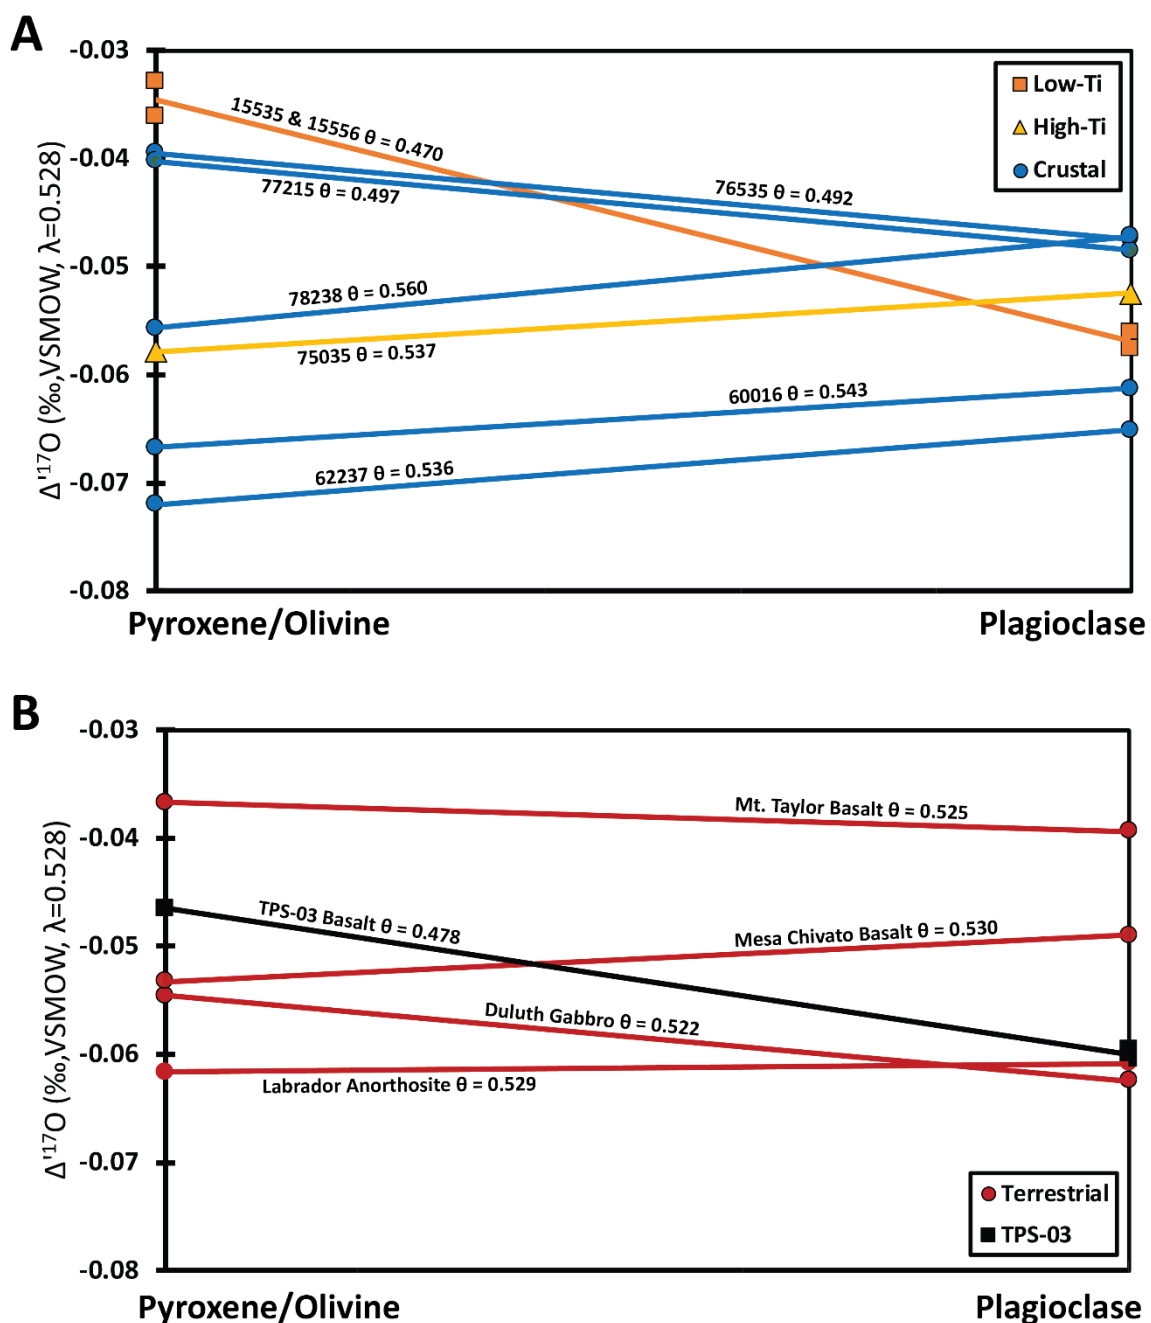 A
-0.03
-0.04
-0.05
-0.06
-0.07
-0.08
Δ'¹⁷O (‰,VSMOW, λ=0.528)
Low-Ti
High-Ti
Crustal
15535 & 15556 θ = 0.470
77215 θ = 0.497
76535 θ = 0.492
78238 θ = 0.560
75035 θ = 0.537
60016 θ = 0.543
62237 θ = 0.536
Pyroxene/Olivine
Plagioclase
B
-0.03
-0.04
-0.05
-0.06
-0.07
-0.08
Δ'¹⁷O (‰,VSMOW, λ=0.528)
Mt. Taylor Basalt θ = 0.525
TPS-03 Basalt θ = 0.478
Mesa Chivato Basalt θ = 0.530
Duluth Gabbro θ = 0.522
Labrador Anorthosite θ = 0.529
Terrestrial
TPS-03
Pyroxene/Olivine
Plagioclase